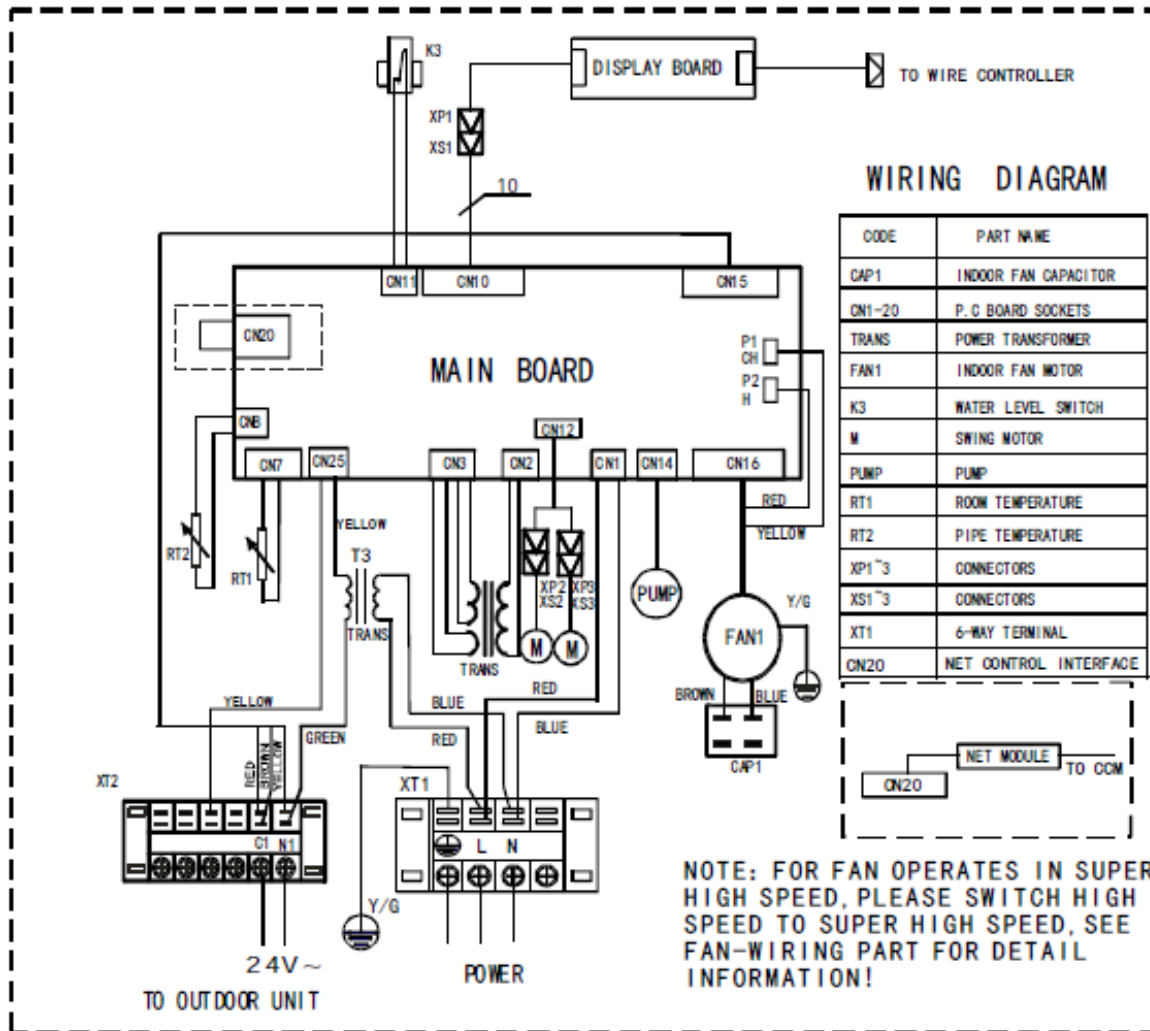 K3
DISPLAY BOARD
TO WIRE CONTROLLER
XP1
XS1
10
WIRING DIAGRAM
CODE PART NAME
CAP1 INDOOR FAN CAPACITOR
CN1-20 P.C BOARD SOCKETS
TRANS POWER TRANSFORMER
FAN1 INDOOR FAN MOTOR
K3 WATER LEVEL SWITCH
M SWING MOTOR
PUMP PUMP
RT1 ROOM TEMPERATURE
RT2 PIPE TEMPERATURE
XP1~3 CONNECTORS
XS1~3 CONNECTORS
XT1 6-WAY TERMINAL
CN20 NET CONTROL INTERFACE
CN11
CN10
CN15
CN20
MAIN BOARD
P1
CH
P2
H
CN8
CN12
CN7
CN25
CN3
CN2
CN1
CN14
CN16
RED
YELLOW
YELLOW
T3
TRANS
RT2
RT1
XP2 XP3
XS2 XS3
M M
TRANS
PUMP
FAN1
Y/G
BROWN
BLUE
CAP1
YELLOW
GREEN
RED
BROWN
YELLOW
BLUE
RED
RED
BLUE
XT2
C1 N1
XT1
L N
Y/G
24V~
TO OUTDOOR UNIT
POWER
NET MODULE
TO CCM
CN20
NOTE: FOR FAN OPERATES IN SUPER
HIGH SPEED, PLEASE SWITCH HIGH
SPEED TO SUPER HIGH SPEED, SEE
FAN-WIRING PART FOR DETAIL
INFORMATION!